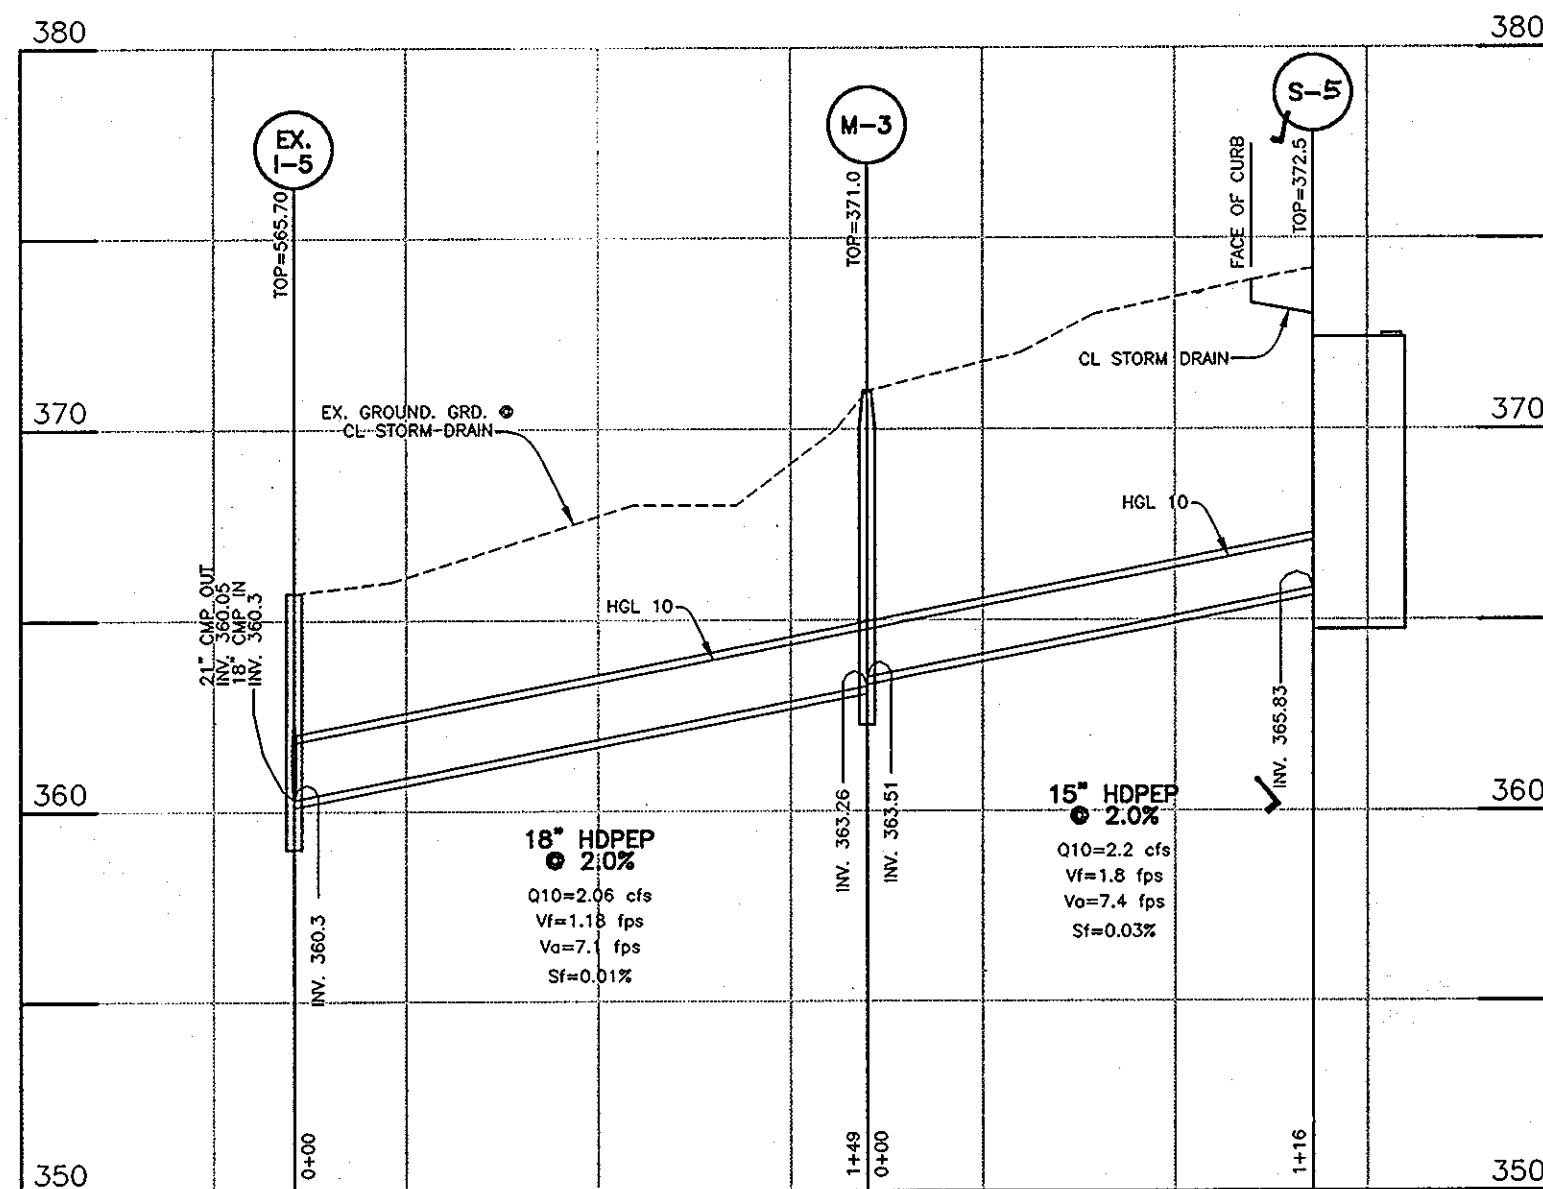 380
380
EX.
I-5
M-3
S-5
TOP=565.70
TOP=371.0
FACE OF CURB
TOP=372.5
CL STORM DRAIN
370
370
EX. GROUND. GRD. @
CL STORM DRAIN
HGL 10
HGL 10
21" CMP OUT
INV. 360.05
18" CMP IN
INV. 360.3
INV. 365.83
360
360
18" HDPEP
@ 2.0%
Q10=2.06 cfs
Vf=1.18 fps
Va=7.1 fps
Sf=0.01%
INV. 360.3
INV. 363.26
INV. 363.51
15" HDPEP
@ 2.0%
Q10=2.2 cfs
Vf=1.8 fps
Va=7.4 fps
Sf=0.03%
0+00
1+49
0+00
1+16
350
350